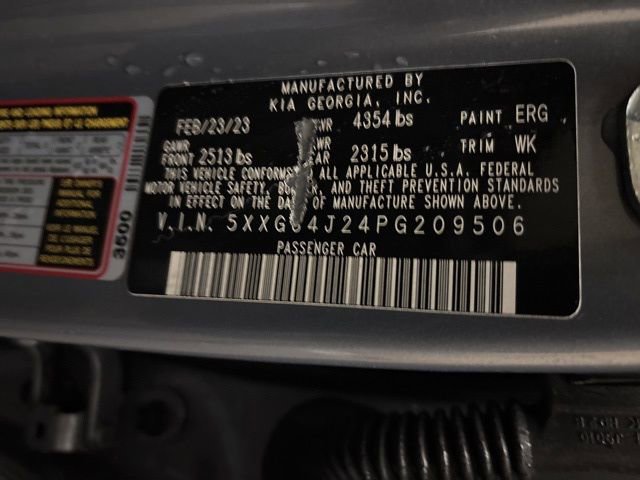 MANUFACTURED BY
KIA GEORGIA, INC.
FEB/23/23 4354 lbs PAINT ERG
GAWR
FRONT 2513 lbs 2315 lbs TRIM WK
THIS VEHICLE CONFORMS ALL APPLICABLE U.S.A. FEDERAL
MOTOR VEHICLE SAFETY, AND THEFT PREVENTION STANDARDS
IN EFFECT ON THE DA OF MANUFACTURE SHOWN ABOVE.
V.I.N. 5XXG 4J24PG209506
PASSENGER CAR
3600